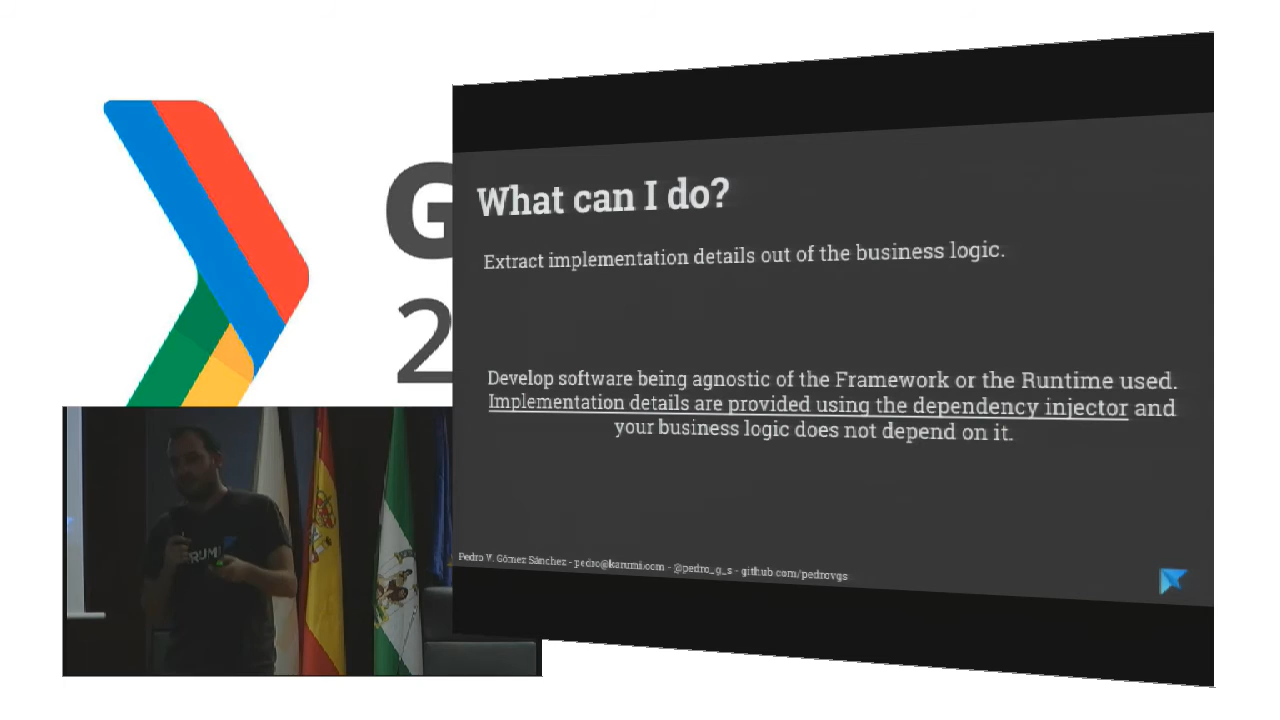 G
2
What can I do?
Extract implementation details out of the business logic.
Develop software being agnostic of the Framework or the Runtime used.
Implementation details are provided using the dependency injector and
your business logic does not depend on it.
Pedro V. Gómez Sánchez - pedro@karumi.com - @pedro_g_s - github.com/pedrovgs
RUMI